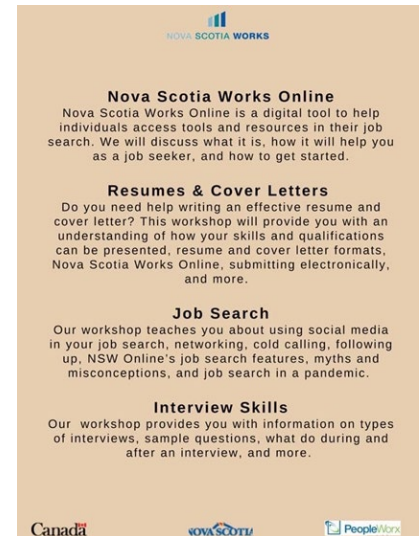 NOVA SCOTIA WORKS
Nova Scotia Works Online
Nova Scotia Works Online is a digital tool to help
individuals access tools and resources in their job
search. We will discuss what it is, how it will help you
as a job seeker, and how to get started.
Resumes & Cover Letters
Do you need help writing an effective resume and
cover letter? This workshop will provide you with an
understanding of how your skills and qualifications
can be presented, resume and cover letter formats,
Nova Scotia Works Online, submitting electronically,
and more.
Job Search
Our workshop teaches you about using social media
in your job search, networking, cold calling, following
up, NSW Online's job search features, myths and
misconceptions, and job search in a pandemic.
Interview Skills
Our workshop provides you with information on types
of interviews, sample questions, what do during and
after an interview, and more.
Canada NOVA SCOTIA PeopleWorx